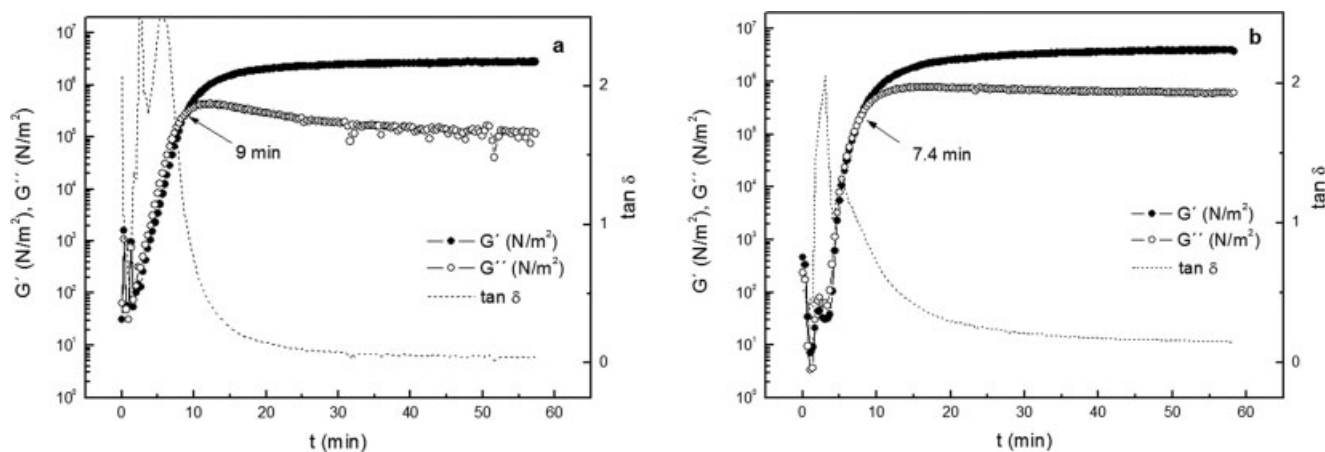 a
10⁷
10⁶
10⁵
10⁴
10³
10²
10¹
10⁰
G´ (N/m²), G´´ (N/m²)
9 min
G´ (N/m²)
G´´ (N/m²)
tan δ
2
1
0
tan δ
0 10 20 30 40 50 60
t (min)
b
10⁷
10⁶
10⁵
10⁴
10³
10²
10¹
10⁰
G´ (N/m²), G´´ (N/m²)
7.4 min
G´ (N/m²)
G´´ (N/m²)
tan δ
2
1
0
tan δ
0 10 20 30 40 50 60
t (min)